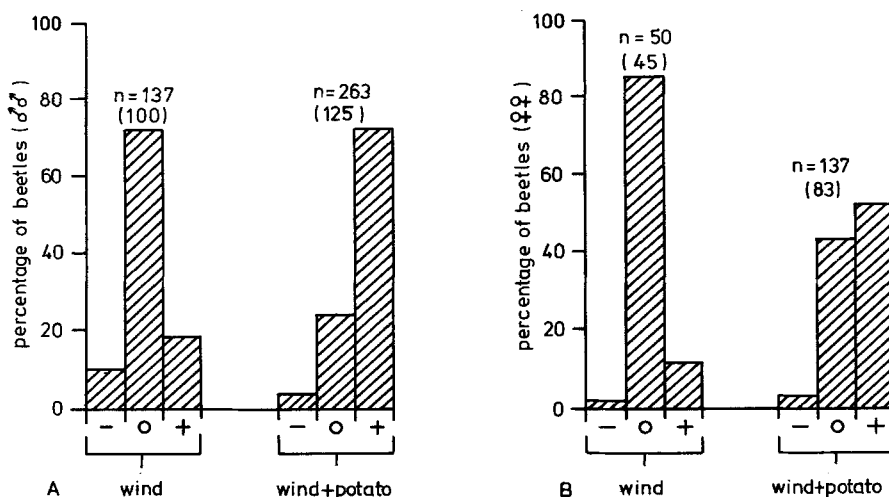 percentage of beetles (♂♂)
100
80
60
40
20
0
n = 137
(100)
n = 263
(125)
− o +
− o +
A wind wind+potato
percentage of beetles (♀♀)
100
80
60
40
20
0
n = 50
(45)
n = 137
(83)
− o +
− o +
B wind wind+potato